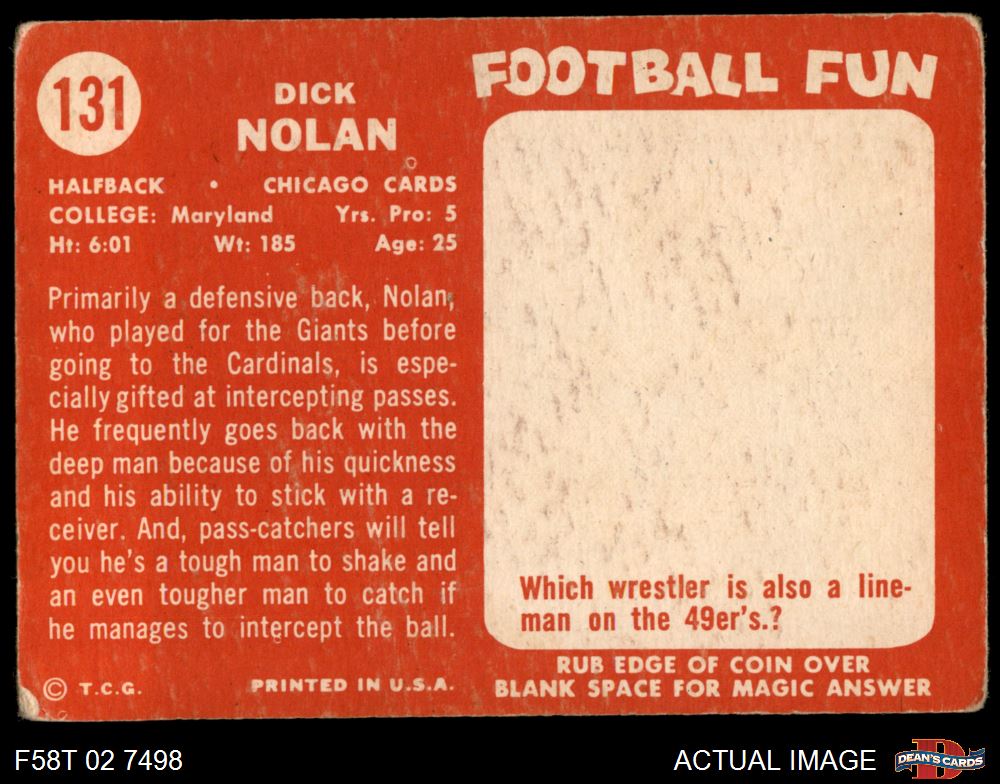 131
DICK
NOLAN
HALFBACK • CHICAGO CARDS
COLLEGE: Maryland Yrs. Pro: 5
Ht: 6:01 Wt: 185 Age: 25
Primarily a defensive back, Nolan,
who played for the Giants before
going to the Cardinals, is espe-
cially gifted at intercepting passes.
He frequently goes back with the
deep man because of his quickness
and his ability to stick with a re-
ceiver. And, pass-catchers will tell
you he's a tough man to shake and
an even tougher man to catch if
he manages to intercept the ball.
© T.C.G. PRINTED IN U.S.A.
FOOTBALL FUN
Which wrestler is also a line-
man on the 49er's.?
RUB EDGE OF COIN OVER
BLANK SPACE FOR MAGIC ANSWER
F58T 02 7498
ACTUAL IMAGE
D
DEAN'S CARDS